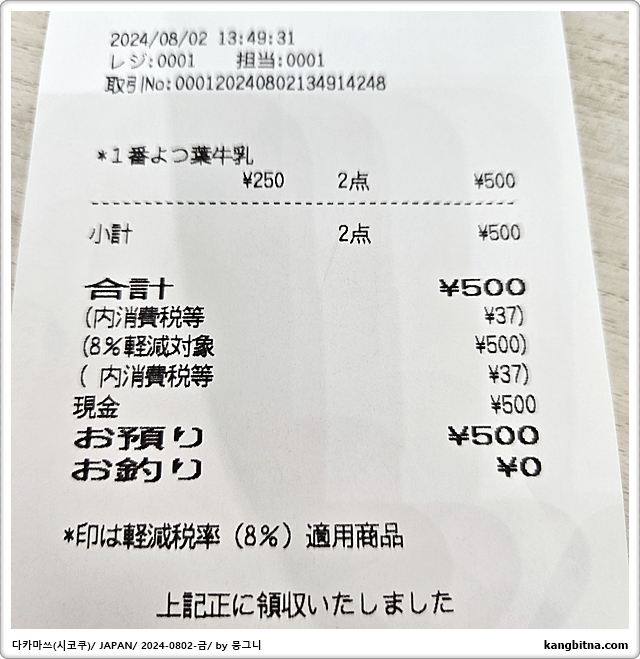 2024/08/02 13:49:31
レジ:0001 担当:0001
取引No:000120240802134914248
*1番よつ葉牛乳
¥250 2点 ¥500
小計 2点 ¥500
合計 ¥500
(内消費税等 ¥37)
(8%軽減対象 ¥500)
( 内消費税等 ¥37)
現金 ¥500
お預り ¥500
お釣り ¥0
*印は軽減税率(8%)適用商品
上記正に領収いたしました
다카마쓰(시코쿠)/ JAPAN/ 2024-0802-금/ by 몽그니
kangbitna.com